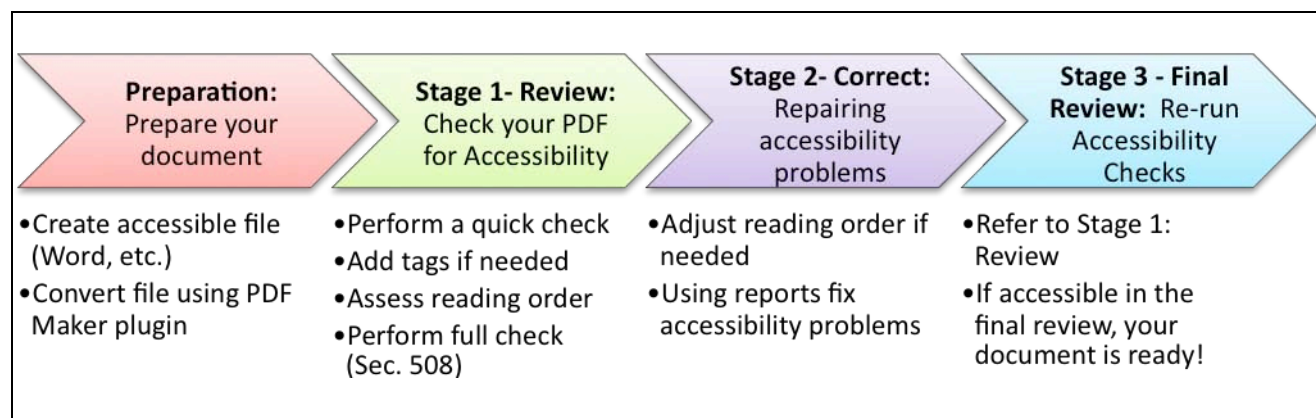 Preparation:
Prepare your
document
•Create accessible file
(Word, etc.)
•Convert file using PDF
Maker plugin
Stage 1- Review:
Check your PDF
for Accessibility
•Perform a quick check
•Add tags if needed
•Assess reading order
•Perform full check
(Sec. 508)
Stage 2- Correct:
Repairing
accessibility
problems
•Adjust reading order if
needed
•Using reports fix
accessibility problems
Stage 3 - Final
Review: Re-run
Accessibility
Checks
•Refer to Stage 1:
Review
•If accessible in the
final review, your
document is ready!